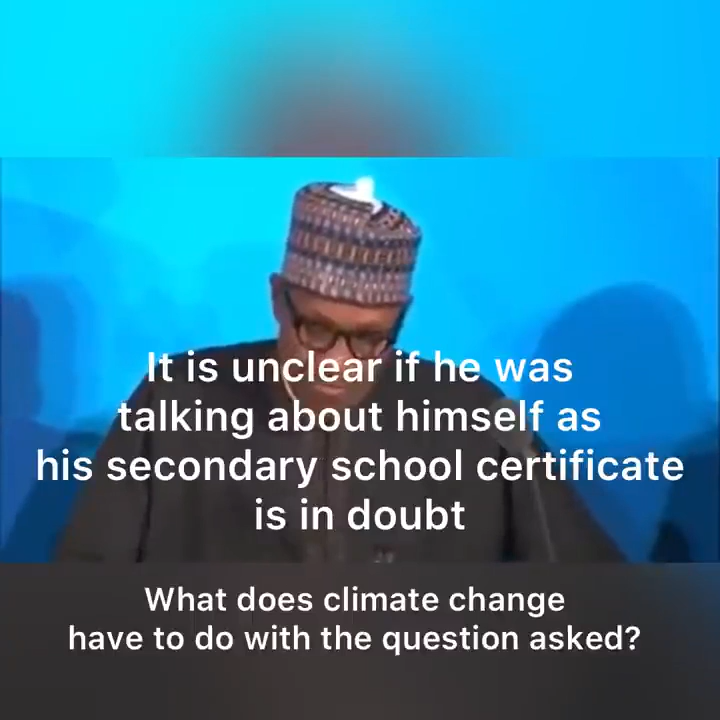 It is unclear if he was
talking about himself as
his secondary school certificate
is in doubt
What does climate change
have to do with the question asked?